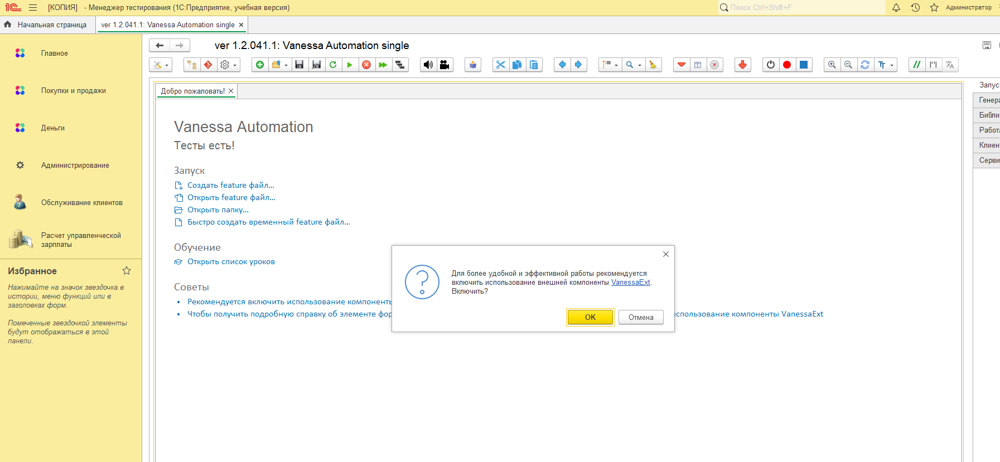 [КОПИЯ] - Менеджер тестирования (1С:Предприятие, учебная версия)
Поиск Ctrl+Shift+F
Администратор
Начальная страница
ver 1.2.041.1: Vanessa Automation single
Главное
Покупки и продажи
Деньги
Администрирование
Обслуживание клиентов
Расчет управленческой
зарплаты
Избранное
Нажимайте на значок звездочка в
истории, меню функций или в
заголовках форм.
Помеченные звездочкой элементы
будут отображаться в этой
панели.
ver 1.2.041.1: Vanessa Automation single
Добро пожаловать!
Vanessa Automation
Тесты есть!
Запуск
Создать feature файл...
Открыть feature файл...
Открыть папку...
Быстро создать временный feature файл...
Обучение
Открыть список уроков
Советы
Рекомендуется включить использование компоненты
Чтобы получить подробную справку об элементе фор
спользование компоненты VanessaExt
Для более удобной и эффективной работы рекомендуется
включить использование внешней компоненты VanessaExt.
Включить?
OK
Отмена
Запус
Генера
Библи
Работа
Клиен
Серви